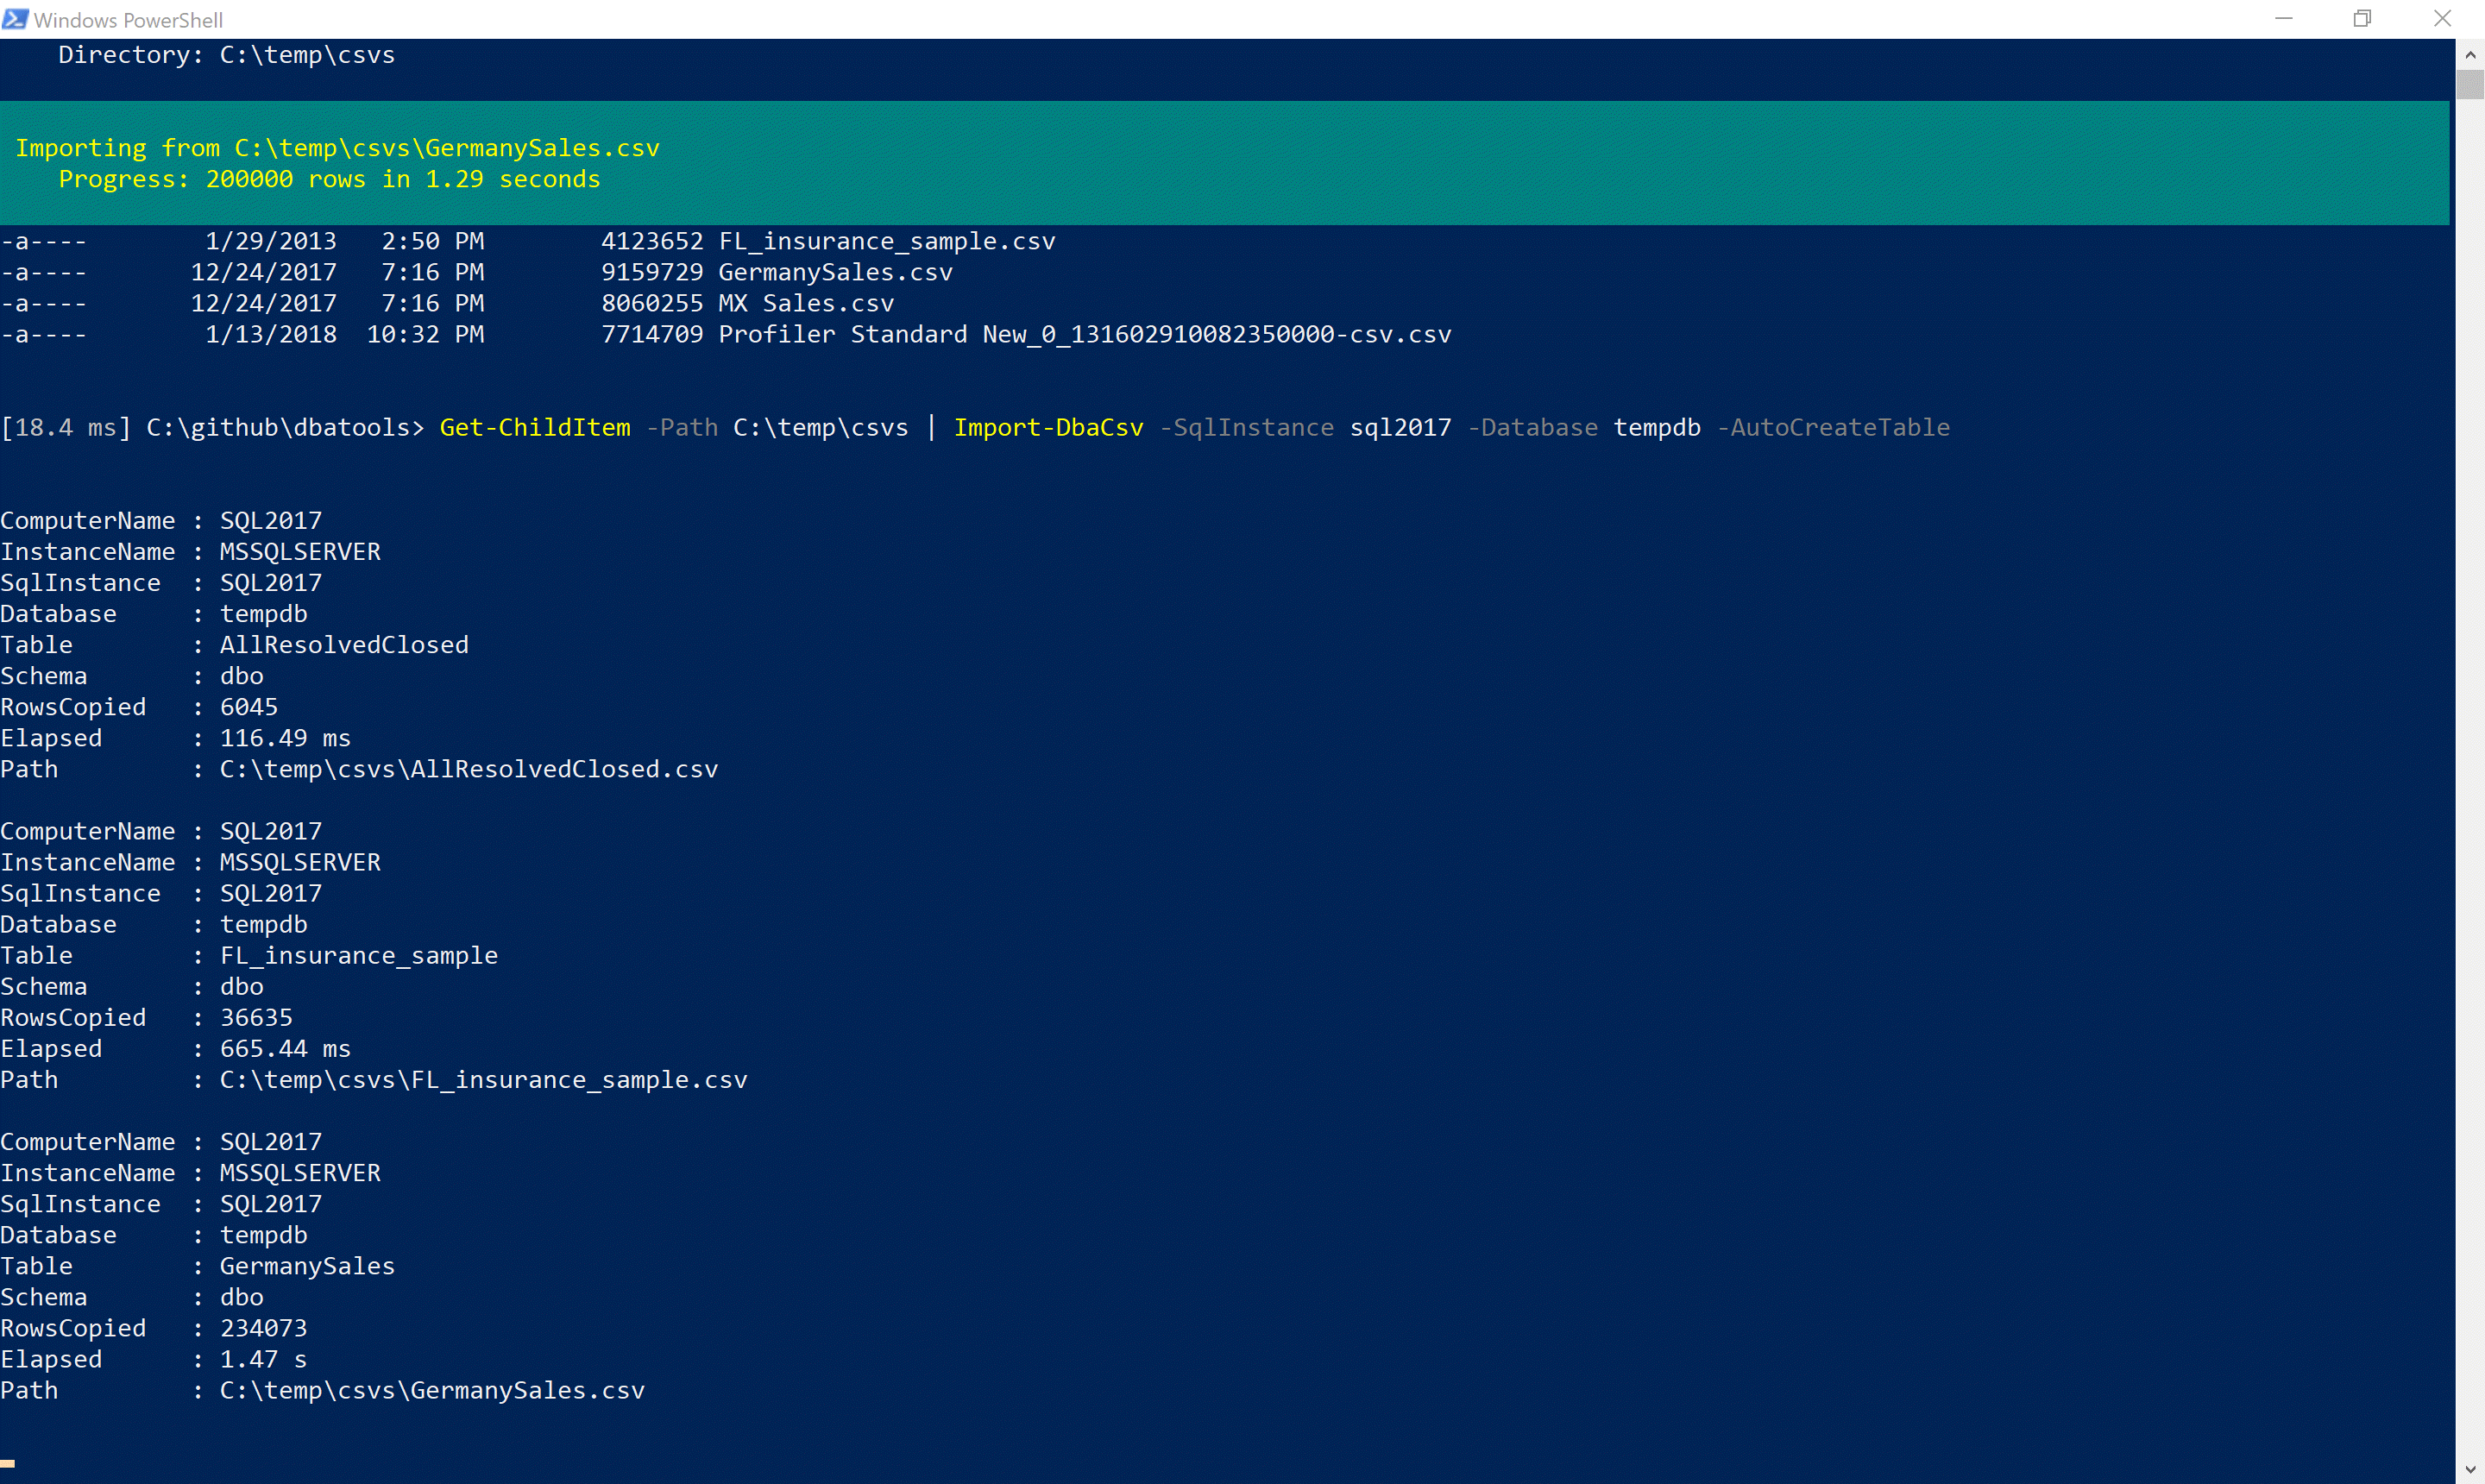 Windows PowerShell
    Directory: C:\temp\csvs
 Importing from C:\temp\csvs\GermanySales.csv
    Progress: 200000 rows in 1.29 seconds
-a----        1/29/2013   2:50 PM        4123652 FL_insurance_sample.csv
-a----       12/24/2017   7:16 PM        9159729 GermanySales.csv
-a----       12/24/2017   7:16 PM        8060255 MX Sales.csv
-a----        1/13/2018  10:32 PM        7714709 Profiler Standard New_0_131602910082350000-csv.csv
[18.4 ms] C:\github\dbatools> Get-ChildItem -Path C:\temp\csvs | Import-DbaCsv -SqlInstance sql2017 -Database tempdb -AutoCreateTable
ComputerName : SQL2017
InstanceName : MSSQLSERVER
SqlInstance  : SQL2017
Database     : tempdb
Table        : AllResolvedClosed
Schema       : dbo
RowsCopied   : 6045
Elapsed      : 116.49 ms
Path         : C:\temp\csvs\AllResolvedClosed.csv
ComputerName : SQL2017
InstanceName : MSSQLSERVER
SqlInstance  : SQL2017
Database     : tempdb
Table        : FL_insurance_sample
Schema       : dbo
RowsCopied   : 36635
Elapsed      : 665.44 ms
Path         : C:\temp\csvs\FL_insurance_sample.csv
ComputerName : SQL2017
InstanceName : MSSQLSERVER
SqlInstance  : SQL2017
Database     : tempdb
Table        : GermanySales
Schema       : dbo
RowsCopied   : 234073
Elapsed      : 1.47 s
Path         : C:\temp\csvs\GermanySales.csv